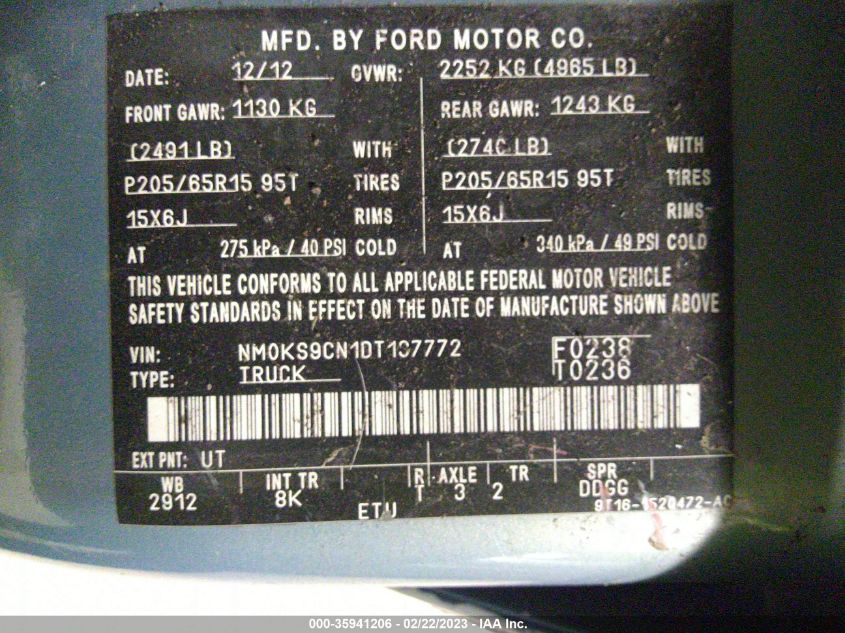 MFD. BY FORD MOTOR CO.
DATE: 12/12 GVWR: 2252 KG (4965 LB)
FRONT GAWR: 1130 KG REAR GAWR: 1243 KG
(2491 LB) WITH (2740 LB) WITH
P205/65R15 95T TIRES P205/65R15 95T TIRES
15X6J RIMS 15X6J RIMS
AT 275 kPa / 40 PSI COLD AT 340 kPa / 49 PSI COLD
THIS VEHICLE CONFORMS TO ALL APPLICABLE FEDERAL MOTOR VEHICLE
SAFETY STANDARDS IN EFFECT ON THE DATE OF MANUFACTURE SHOWN ABOVE
VIN: F0238
TYPE: TRUCK T0236
EXT PNT: UT
WB INT TR R AXLE TR SPR
2912 8K T 3 2 DDGG
ETU
000-35941206 - 02/22/2023 - IAA Inc.